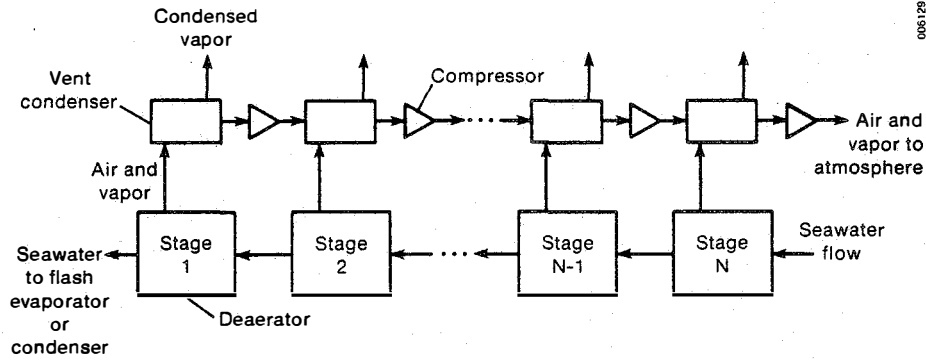 006129
Condensed
vapor
Vent
condenser
Compressor
Air and
vapor to
atmosphere
Air and
vapor
Stage
1
Stage
2
Stage
N-1
Stage
N
Seawater
flow
Seawater
to flash
evaporator
or
condenser
Deaerator